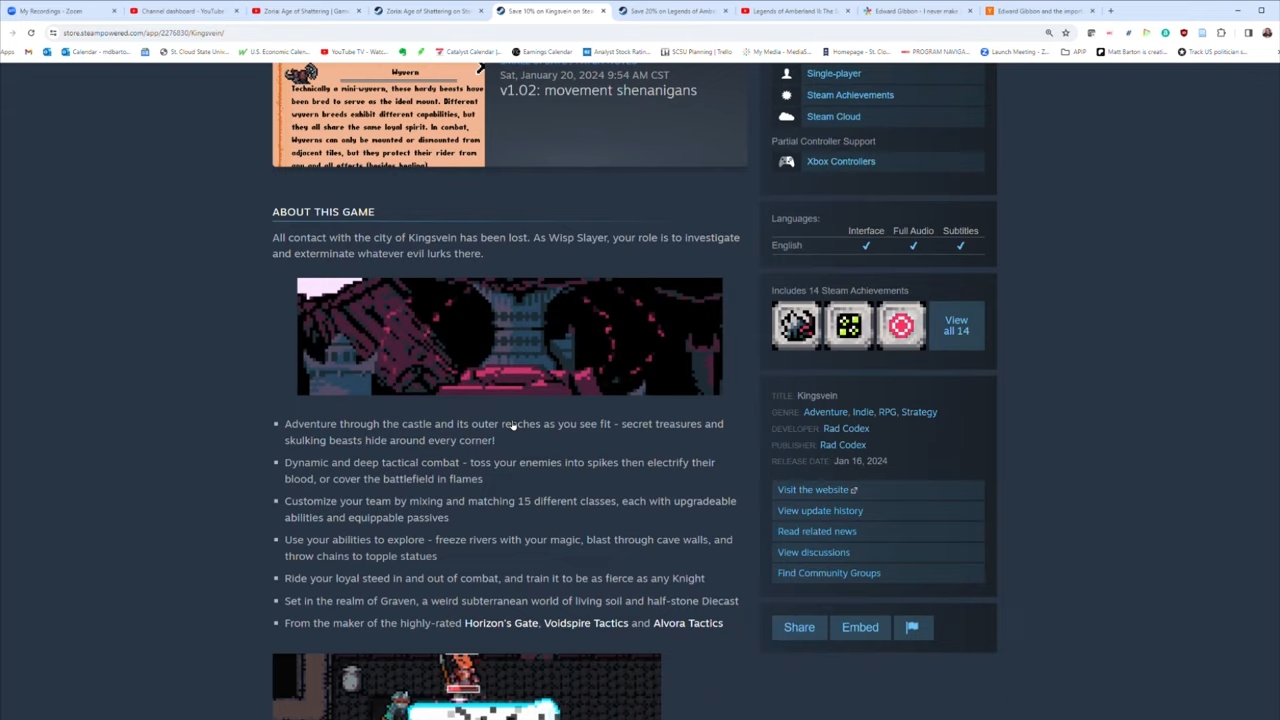 My Recordings - Zoom
Channel dashboard - YouTube
Zoria: Age of Shattering | Gam
Zoria: Age of Shattering on Ste
Save 10% on Kingsvein on Ste
Save 20% on Legends of Ambe
Legends of Amberland II: The S
Edward Gibbon - I never make
Edward Gibbon and the impor
store.steampowered.com/app/2276830/Kingsvein/
Apps
Calendar - mdbarto...
St. Cloud State Univ...
U.S. Economic Calen...
YouTube TV - Watc...
Catalyst Calendar | ...
Earnings Calendar
Analyst Stock Ratin...
SCSU Planning | Trello
My Media - MediaS...
Homepage - St. Clo...
PROGRAM NAVIGA...
Launch Meeting - Z...
APIP
Matt Barton is creati...
Track US politician s...
Wyvern
Technically a mini-wyvern, these hardy beasts have
been bred to serve as the ideal mount. Different
wyvern breeds exhibit different capabilities, but
they all share the same loyal spirit. In combat,
Wyverns can only be mounted or dismounted from
adjacent tiles, but they protect their rider from
any and all effects (besides healing)
Sat, January 20, 2024 9:54 AM CST
v1.02: movement shenanigans
Single-player
Steam Achievements
Steam Cloud
Partial Controller Support
Xbox Controllers
ABOUT THIS GAME
All contact with the city of Kingsvein has been lost. As Wisp Slayer, your role is to investigate
and exterminate whatever evil lurks there.
Adventure through the castle and its outer reaches as you see fit - secret treasures and
skulking beasts hide around every corner!
Dynamic and deep tactical combat - toss your enemies into spikes then electrify their
blood, or cover the battlefield in flames
Customize your team by mixing and matching 15 different classes, each with upgradeable
abilities and equippable passives
Use your abilities to explore - freeze rivers with your magic, blast through cave walls, and
throw chains to topple statues
Ride your loyal steed in and out of combat, and train it to be as fierce as any Knight
Set in the realm of Graven, a weird subterranean world of living soil and half-stone Diecast
From the maker of the highly-rated Horizon's Gate, Voidspire Tactics and Alvora Tactics
Languages:
Interface Full Audio Subtitles
English ✔ ✔ ✔
Includes 14 Steam Achievements
View
all 14
TITLE: Kingsvein
GENRE: Adventure, Indie, RPG, Strategy
DEVELOPER: Rad Codex
PUBLISHER: Rad Codex
RELEASE DATE: Jan 16, 2024
Visit the website
View update history
Read related news
View discussions
Find Community Groups
Share
Embed